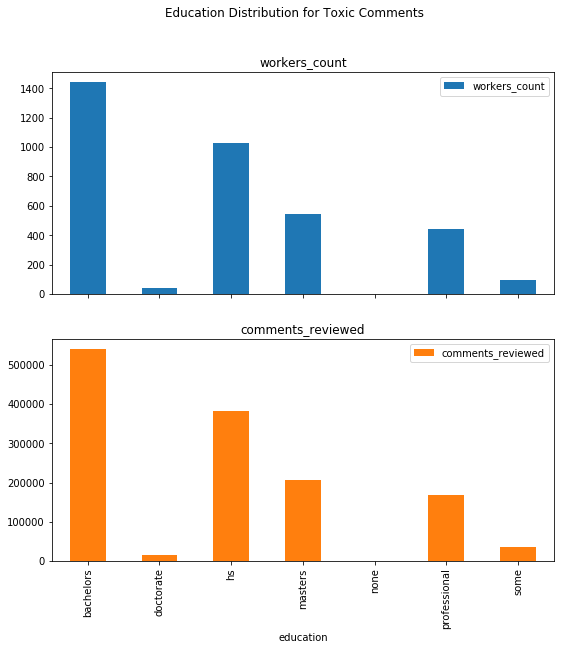 Education Distribution for Toxic Comments
workers_count
workers_count
1400
1200
1000
800
600
400
200
0
comments_reviewed
comments_reviewed
500000
400000
300000
200000
100000
0
bachelors
doctorate
hs
masters
none
professional
some
education